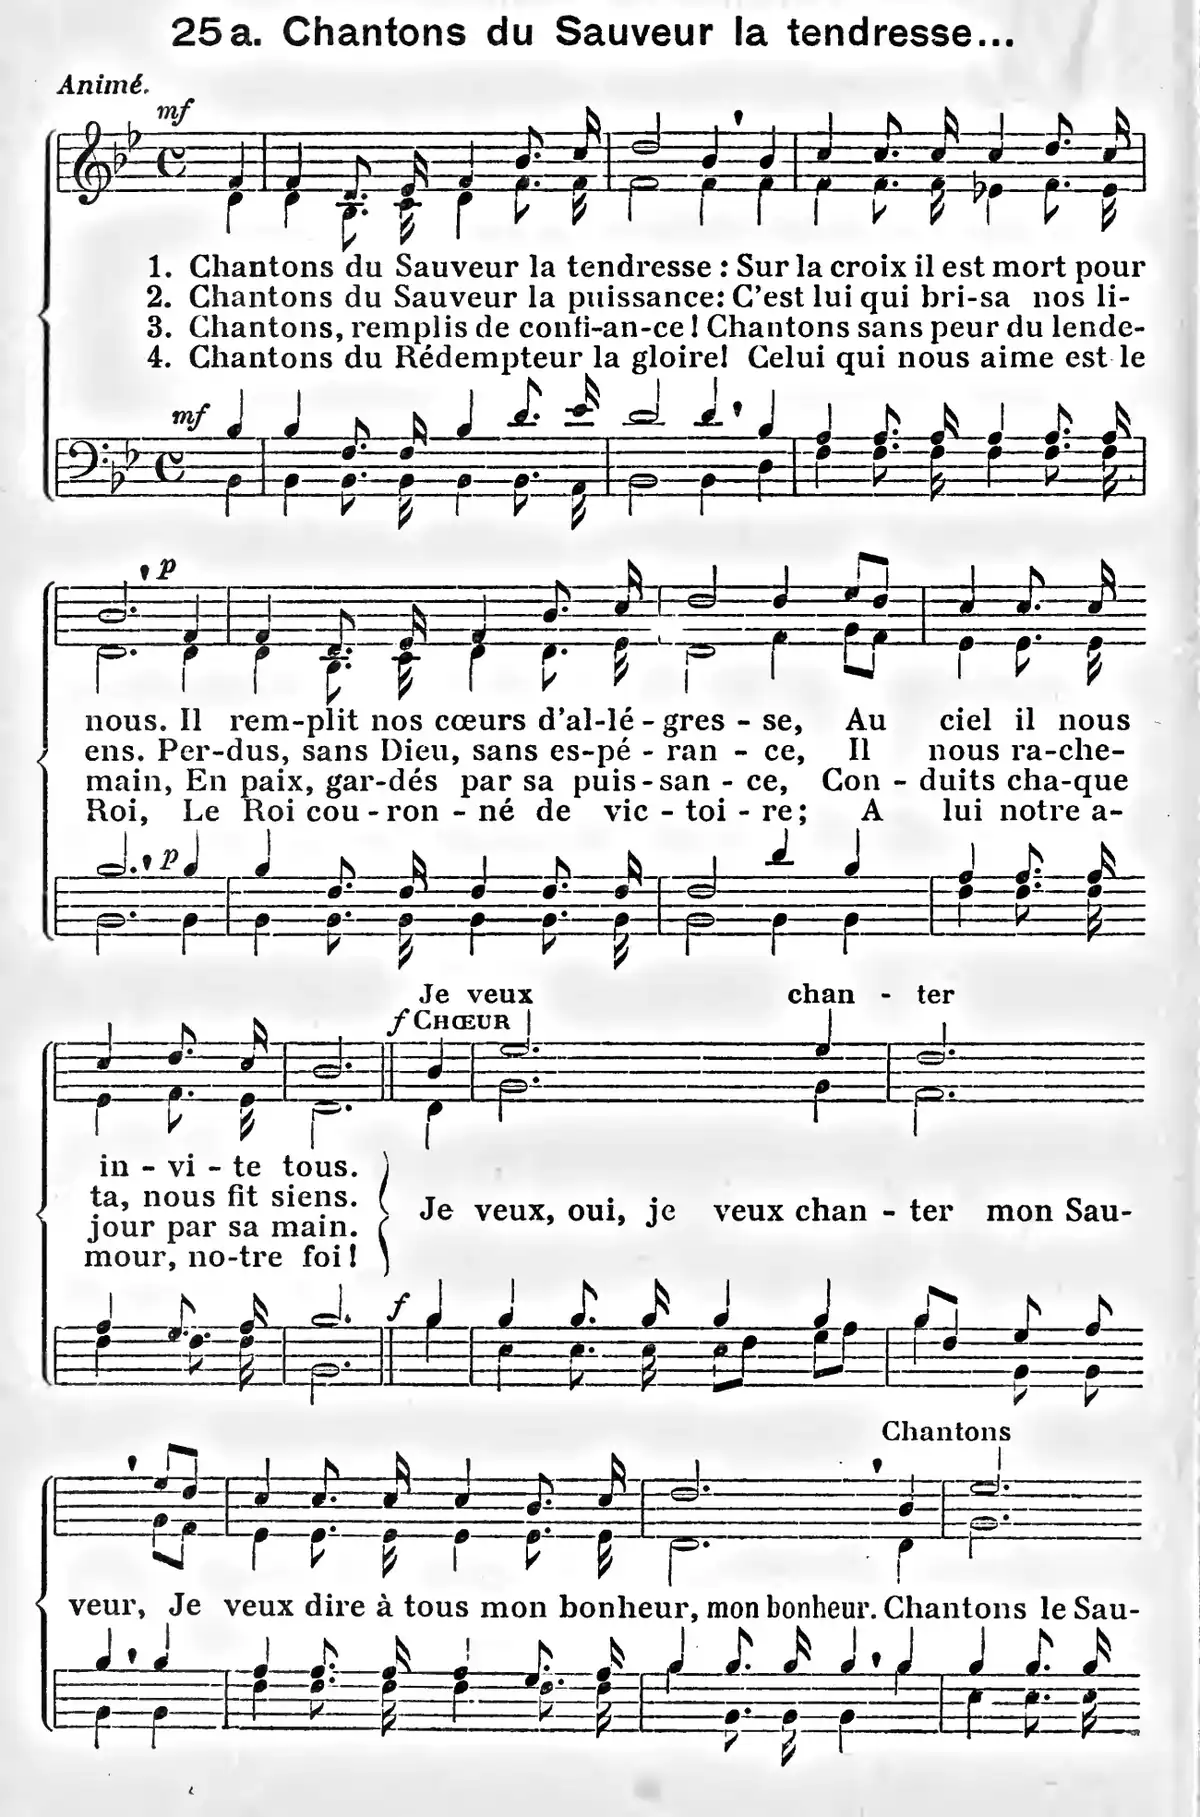 25 a. Chantons du Sauveur la tendresse...
Animé.
mf
1. Chantons du Sauveur la tendresse : Sur la croix il est mort pour
2. Chantons du Sauveur la puissance: C'est lui qui bri-sa nos li-
3. Chantons, remplis de confi-an-ce! Chantons sans peur du lende-
4. Chantons du Rédempteur la gloire! Celui qui nous aime est le
mf
p
nous. Il rem-plit nos cœurs d'al-lé - gres - se, Au ciel il nous
ens. Per-dus, sans Dieu, sans es-pé - ran - ce, Il nous ra-che-
main, En paix, gar-dés par sa puis-san - ce, Con - duits cha-que
Roi, Le Roi cou - ron - né de vic - toi - re; A lui notre a-
p
Je veux chan - ter
f CHŒUR
in - vi - te tous.
ta, nous fit siens.
jour par sa main.
mour, no-tre foi!
Je veux, oui, je veux chan - ter mon Sau-
f
Chantons
veur, Je veux dire à tous mon bonheur, mon bonheur. Chantons le Sau-